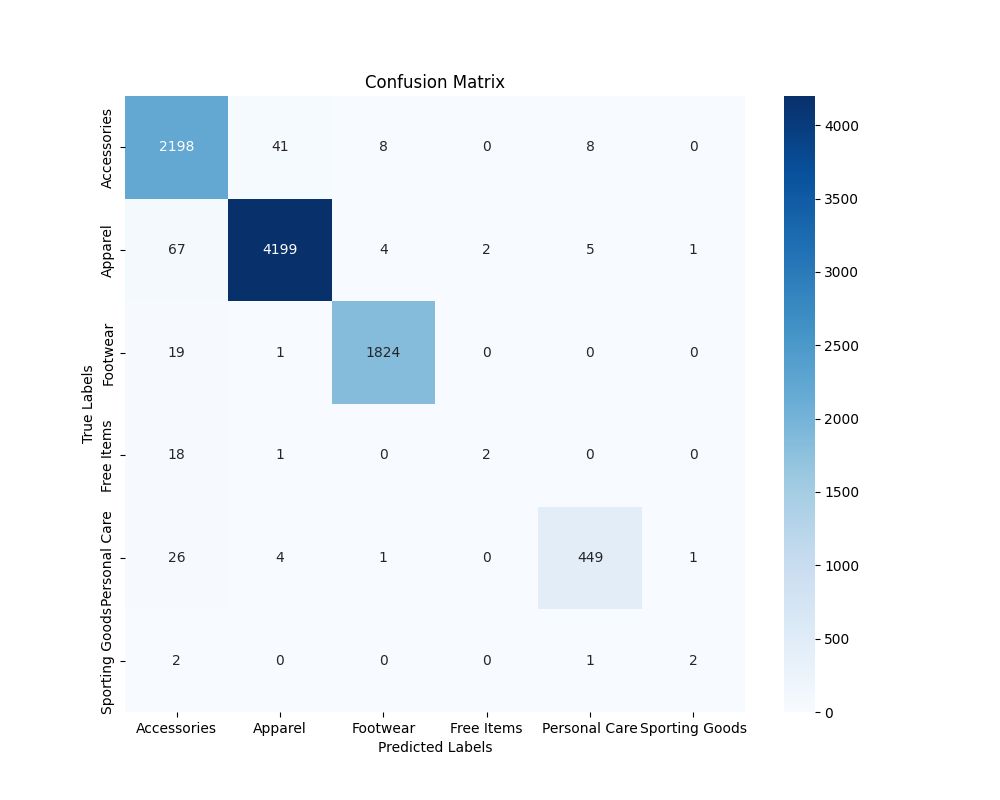 Confusion Matrix
True Labels
Accessories 2198 41 8 0 8 0
Apparel 67 4199 4 2 5 1
Footwear 19 1 1824 0 0 0
Free Items 18 1 0 2 0 0
Personal Care 26 4 1 0 449 1
Sporting Goods 2 0 0 0 1 2
Accessories Apparel Footwear Free Items Personal Care Sporting Goods
Predicted Labels
4000
3500
3000
2500
2000
1500
1000
500
0